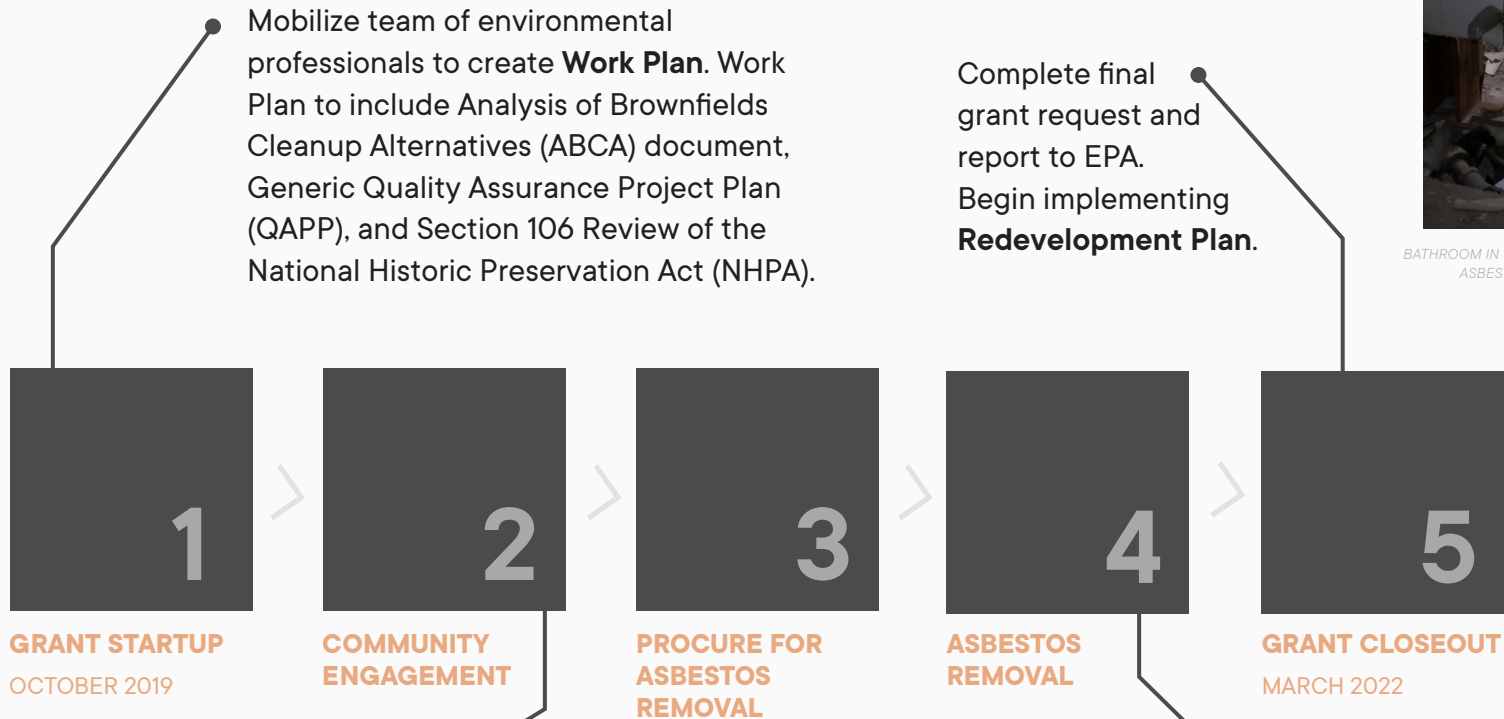 Mobilize team of environmental
professionals to create Work Plan. Work
Plan to include Analysis of Brownfields
Cleanup Alternatives (ABCA) document,
Generic Quality Assurance Project Plan
(QAPP), and Section 106 Review of the
National Historic Preservation Act (NHPA).
Complete final
grant request and
report to EPA.
Begin implementing
Redevelopment Plan.
BATHROOM IN
ASBES
1
2
3
4
5
GRANT STARTUP
OCTOBER 2019
COMMUNITY
ENGAGEMENT
PROCURE FOR
ASBESTOS
REMOVAL
ASBESTOS
REMOVAL
GRANT CLOSEOUT
MARCH 2022